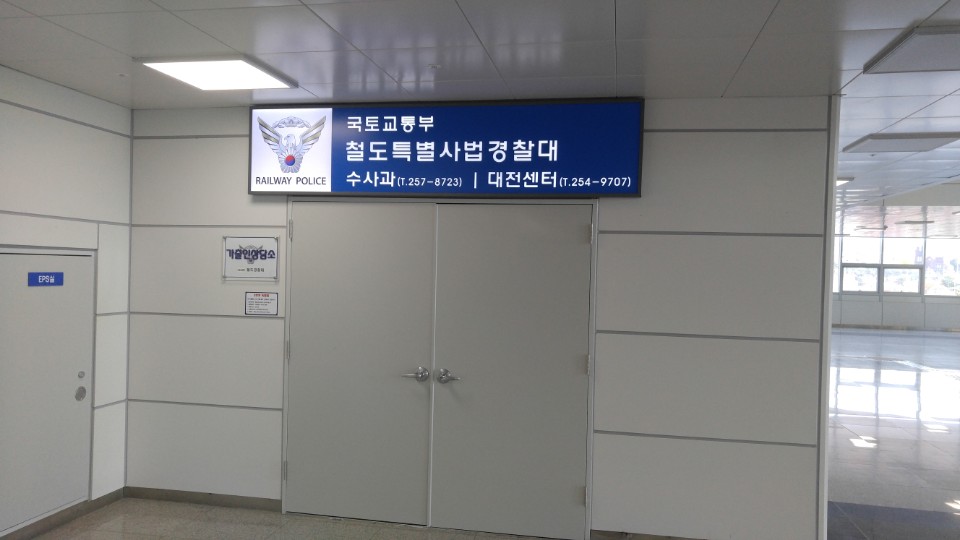 국토교통부
철도특별사법경찰대
수사과(T.257-8723) | 대전센터(T.254-9707)
RAILWAY POLICE
가출인상담소
EPS실